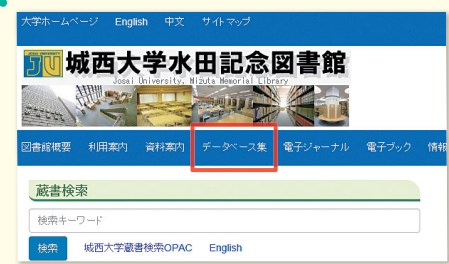 大学ホームページ English 中文 サイトマップ
JU 城西大学水田記念図書館
Josai University, Mizuta Memorial Library
図書館概要 利用案内 資料案内 データベース集 電子ジャーナル 電子ブック 情報
蔵書検索
検索キーワード
検索 城西大学蔵書検索OPAC English